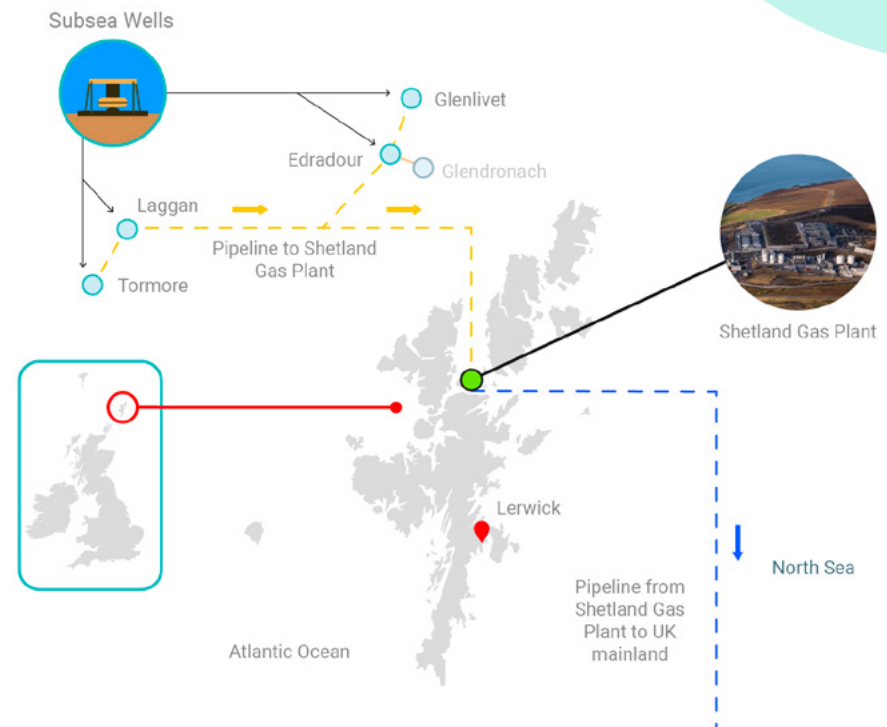 Subsea Wells
Glenlivet
Edradour
Glendronach
Laggan
Pipeline to Shetland
Gas Plant
Tormore
Shetland Gas Plant
Lerwick
North Sea
Pipeline from
Shetland Gas
Plant to UK
mainland
Atlantic Ocean